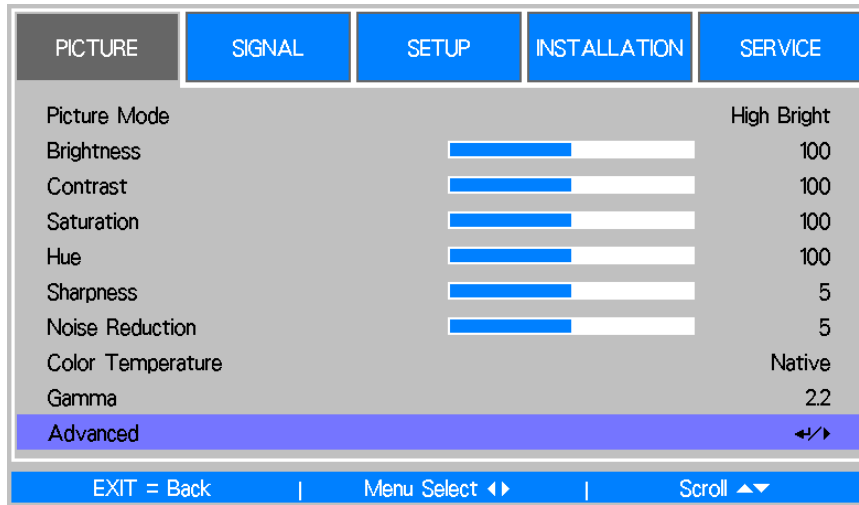 PICTURE SIGNAL SETUP INSTALLATION SERVICE
Picture Mode High Bright
Brightness 100
Contrast 100
Saturation 100
Hue 100
Sharpness 5
Noise Reduction 5
Color Temperature Native
Gamma 2.2
Advanced ↵/▶
EXIT = Back | Menu Select ◀▶ | Scroll ▲▼